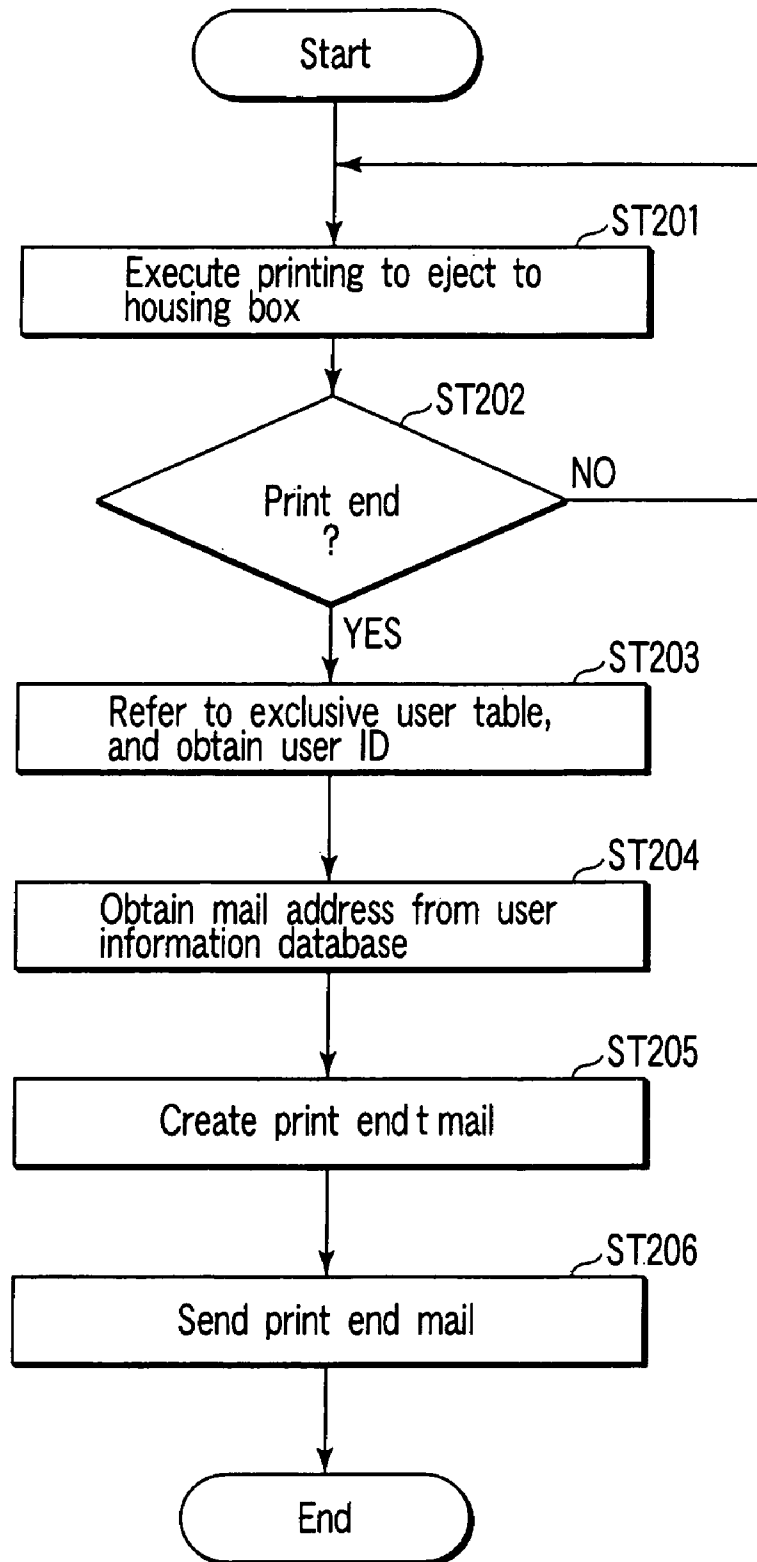 Start
ST201
Execute printing to eject to
housing box
ST202
Print end
?
NO
YES
ST203
Refer to exclusive user table,
and obtain user ID
ST204
Obtain mail address from user
information database
ST205
Create print end t mail
ST206
Send print end mail
End